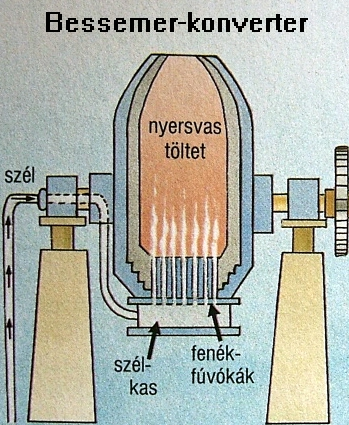 Bessemer-konverter
nyersvas
töltet
szél
szél-
kas
fenék-
fúvókák